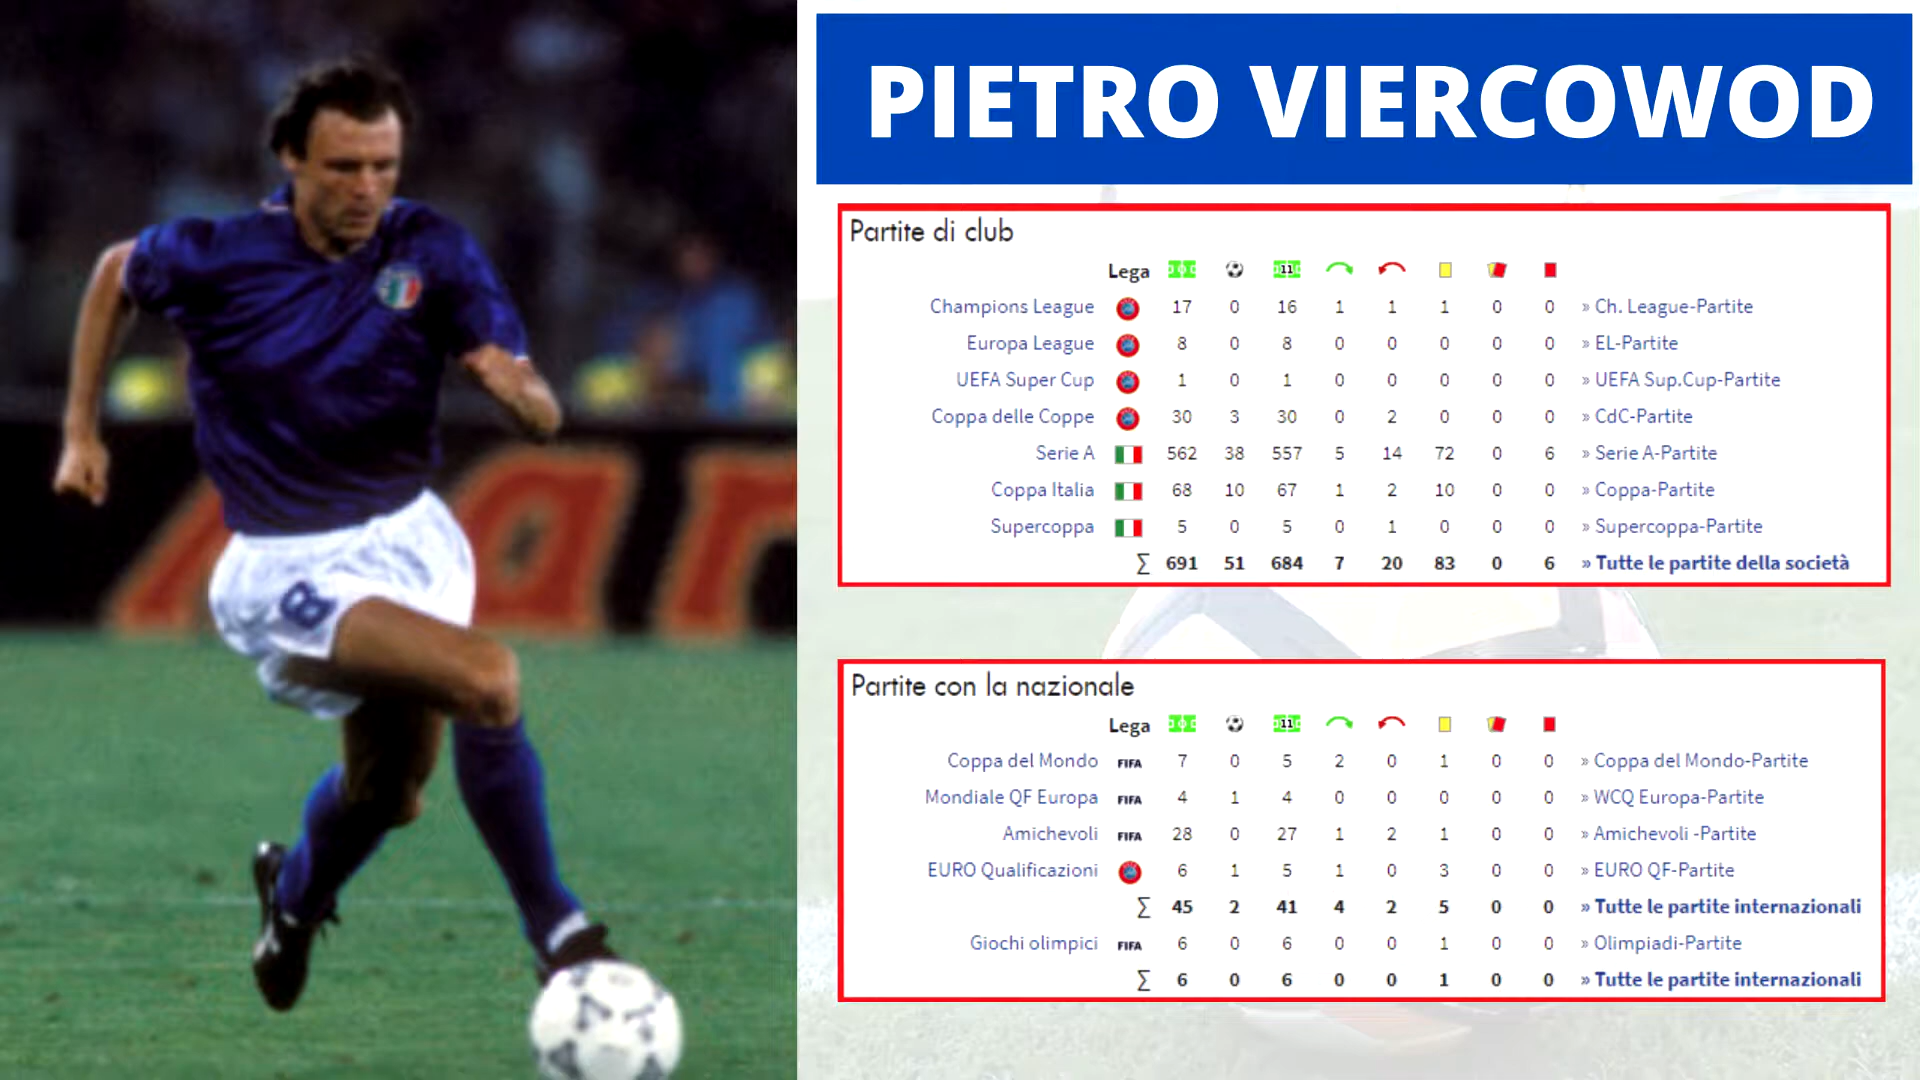 PIETRO VIERCOWOD
Partite di club
Lega 11
Champions League 17 0 16 1 1 1 0 0 » Ch. League-Partite
Europa League 8 0 8 0 0 0 0 0 » EL-Partite
UEFA Super Cup 1 0 1 0 0 0 0 0 » UEFA Sup.Cup-Partite
Coppa delle Coppe 30 3 30 0 2 0 0 0 » CdC-Partite
Serie A 562 38 557 5 14 72 0 6 » Serie A-Partite
Coppa Italia 68 10 67 1 2 10 0 0 » Coppa-Partite
Supercoppa 5 0 5 0 1 0 0 0 » Supercoppa-Partite
∑ 691 51 684 7 20 83 0 6 » Tutte le partite della società
Partite con la nazionale
Lega 11
Coppa del Mondo FIFA 7 0 5 2 0 1 0 0 » Coppa del Mondo-Partite
Mondiale QF Europa FIFA 4 1 4 0 0 0 0 0 » WCQ Europa-Partite
Amichevoli FIFA 28 0 27 1 2 1 0 0 » Amichevoli -Partite
EURO Qualificazioni 6 1 5 1 0 3 0 0 » EURO QF-Partite
∑ 45 2 41 4 2 5 0 0 » Tutte le partite internazionali
Giochi olimpici FIFA 6 0 6 0 0 1 0 0 » Olimpiadi-Partite
∑ 6 0 6 0 0 1 0 0 » Tutte le partite internazionali
8